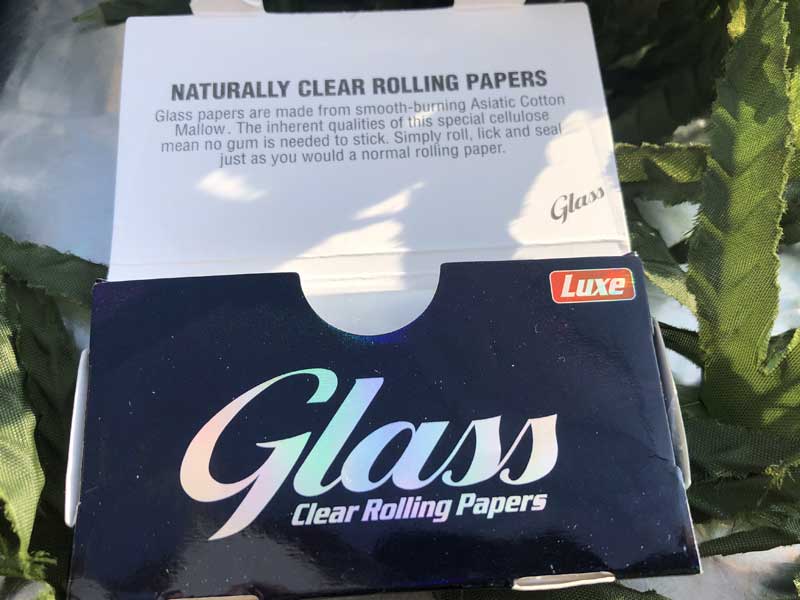 NATURALLY CLEAR ROLLING PAPERS
Glass papers are made from smooth-burning Asiatic Cotton
Mallow. The inherent qualities of this special cellulose
mean no gum is needed to stick. Simply roll, lick and seal
just as you would a normal rolling paper.
Glass
Luxe
Glass
Clear Rolling Papers